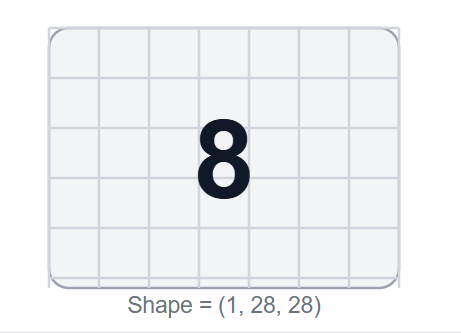 8
Shape = (1, 28, 28)